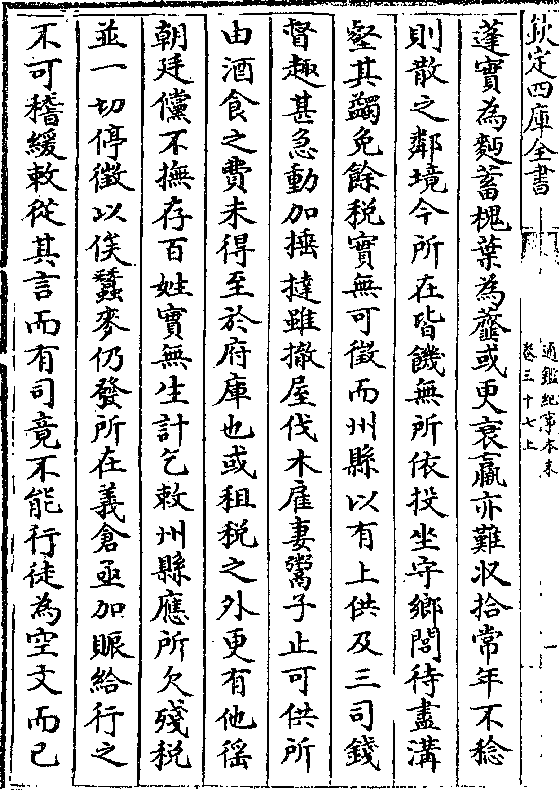 欽定四庫全書
通鑑紀事本末
卷三十七上
蓬實為麪蓄槐葉為虀或更衰羸亦難収拾常年不稔
則散之鄰境今所在皆饑無所依投坐守鄉閭待盡溝
壑其蠲免餘税實無可徵而州縣以有上供及三司錢
督趣甚急動加捶撻雖撤屋伐木雇妻鬻子止可供所
由酒食之費未得至於府庫也或租税之外更有他徭
朝廷儻不撫存百姓實無生計乞敕州縣應所欠殘税
並一切停徵以俟蠶麥仍發所在義倉亟加賑給行之
不可稽緩敕從其言而有司竟不能行徒為空文而已